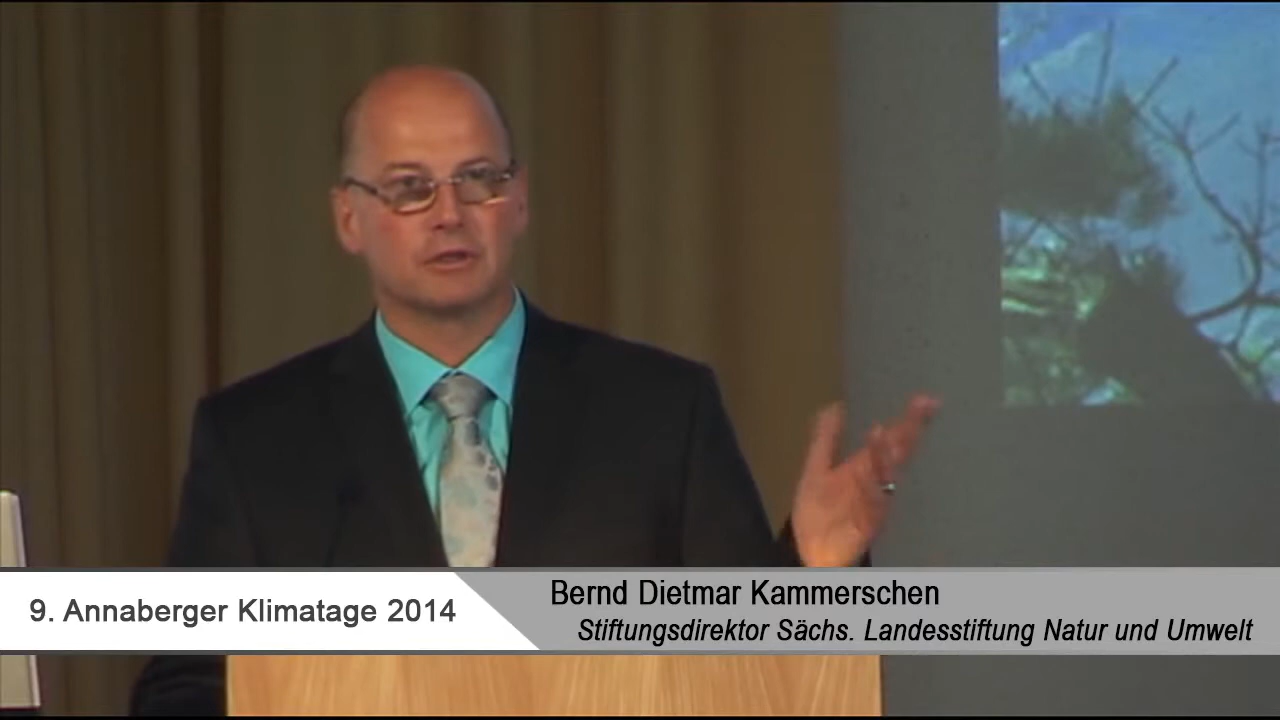 9. Annaberger Klimatage 2014
Bernd Dietmar Kammerschen
Stiftungsdirektor Sächs. Landesstiftung Natur und Umwelt